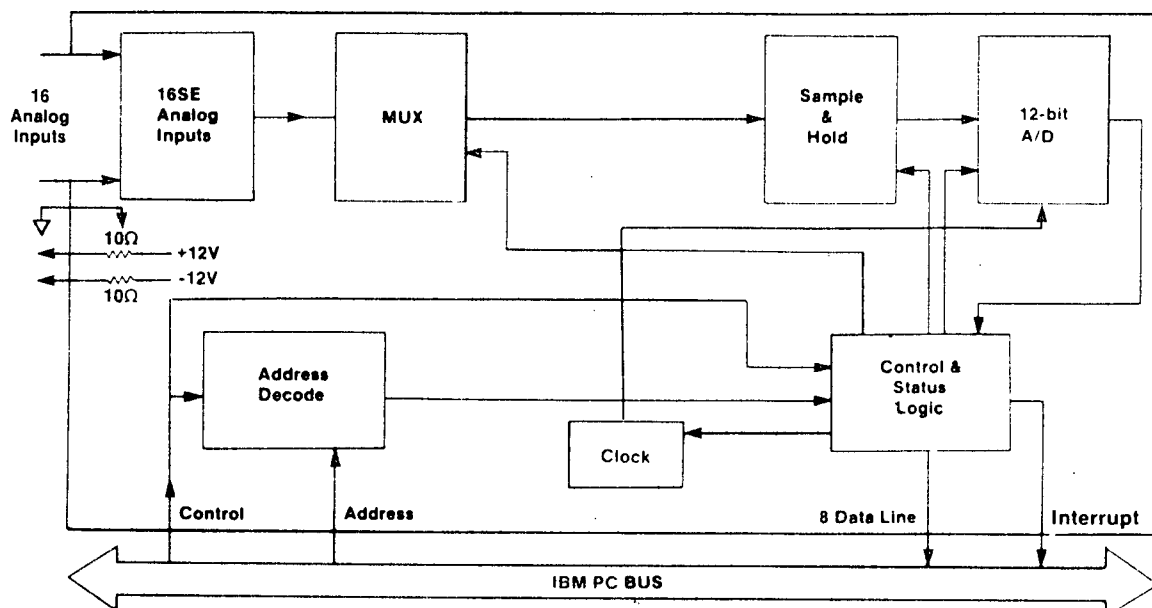 16
Analog
Inputs
16SE
Analog
Inputs
MUX
Sample
&
Hold
12-bit
A/D
10Ω
+12V
-12V
10Ω
Address
Decode
Control &
Status
Logic
Clock
Control
Address
8 Data Line
Interrupt
IBM PC BUS